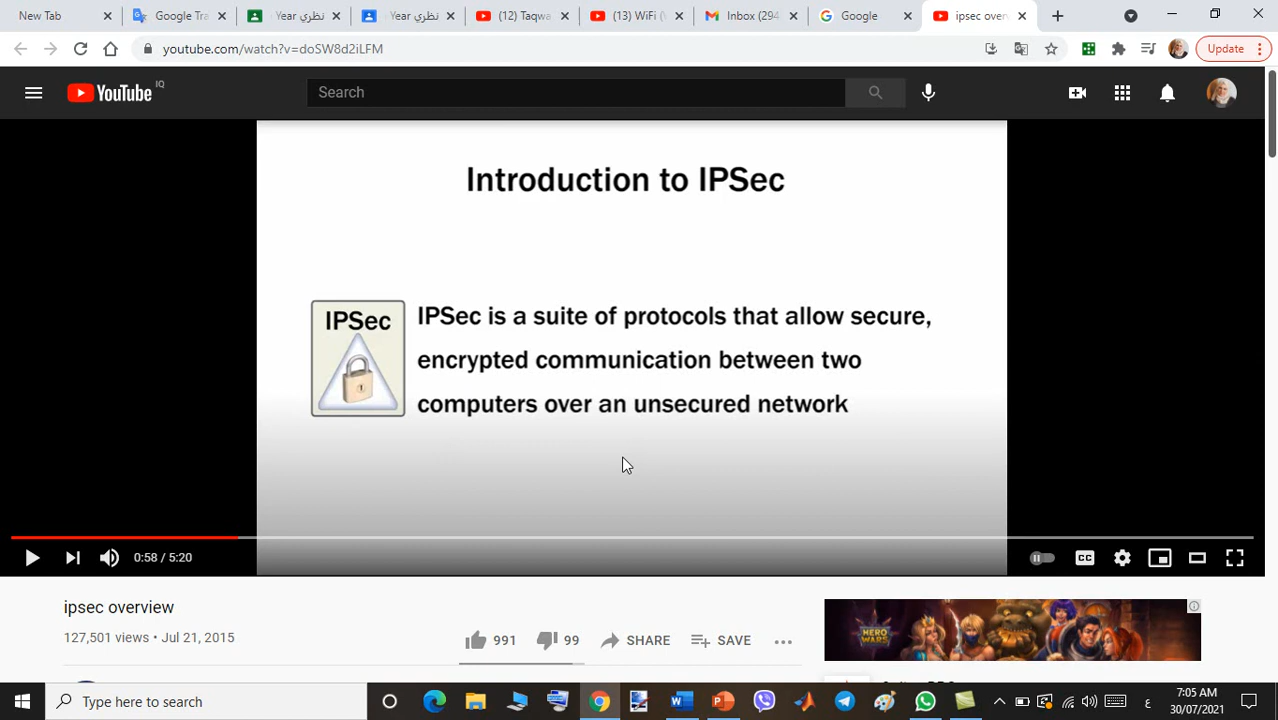 New Tab
Google Tra
Year نظري
Year نظري
(12) Taqwa
(13) WiFi (
Inbox (294
Google
ipsec over
youtube.com/watch?v=doSW8d2iLFM
Update
YouTube IQ
Search
Introduction to IPSec
IPSec
IPSec is a suite of protocols that allow secure,
encrypted communication between two
computers over an unsecured network
0:58 / 5:20
CC
ipsec overview
127,501 views • Jul 21, 2015
991
99
SHARE
SAVE
HERO
WARS
Type here to search
ع
7:05 AM
30/07/2021